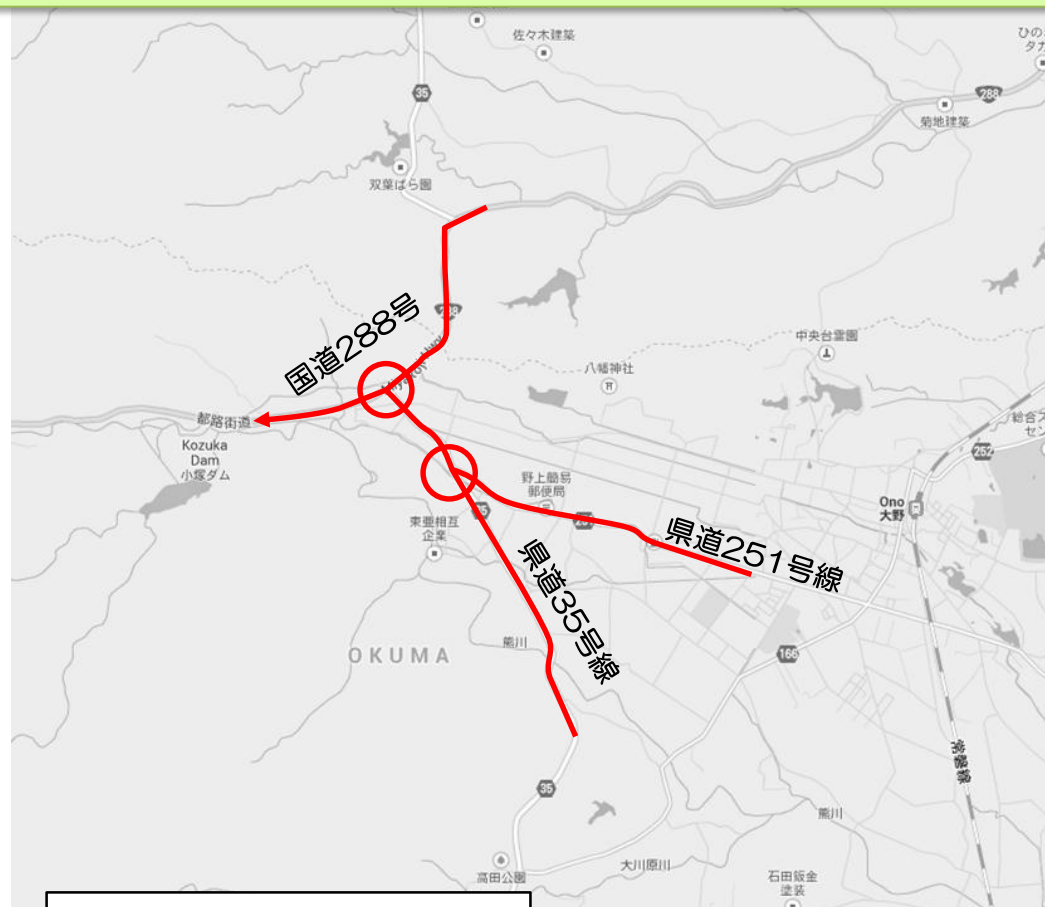 佐々木建築
35
288
菊地建築
双葉ばら園
国道288号
中央台霊園
八幡神社
都路街道
Kozuka
Dam
小塚ダム
252
野上簡易
郵便局
Ono
大野
東亜相互
企業
35
県道251号線
県道35号線
熊川
OKUMA
166
常磐線
35
熊川
大川原川
高田公園
石田鈑金
塗装